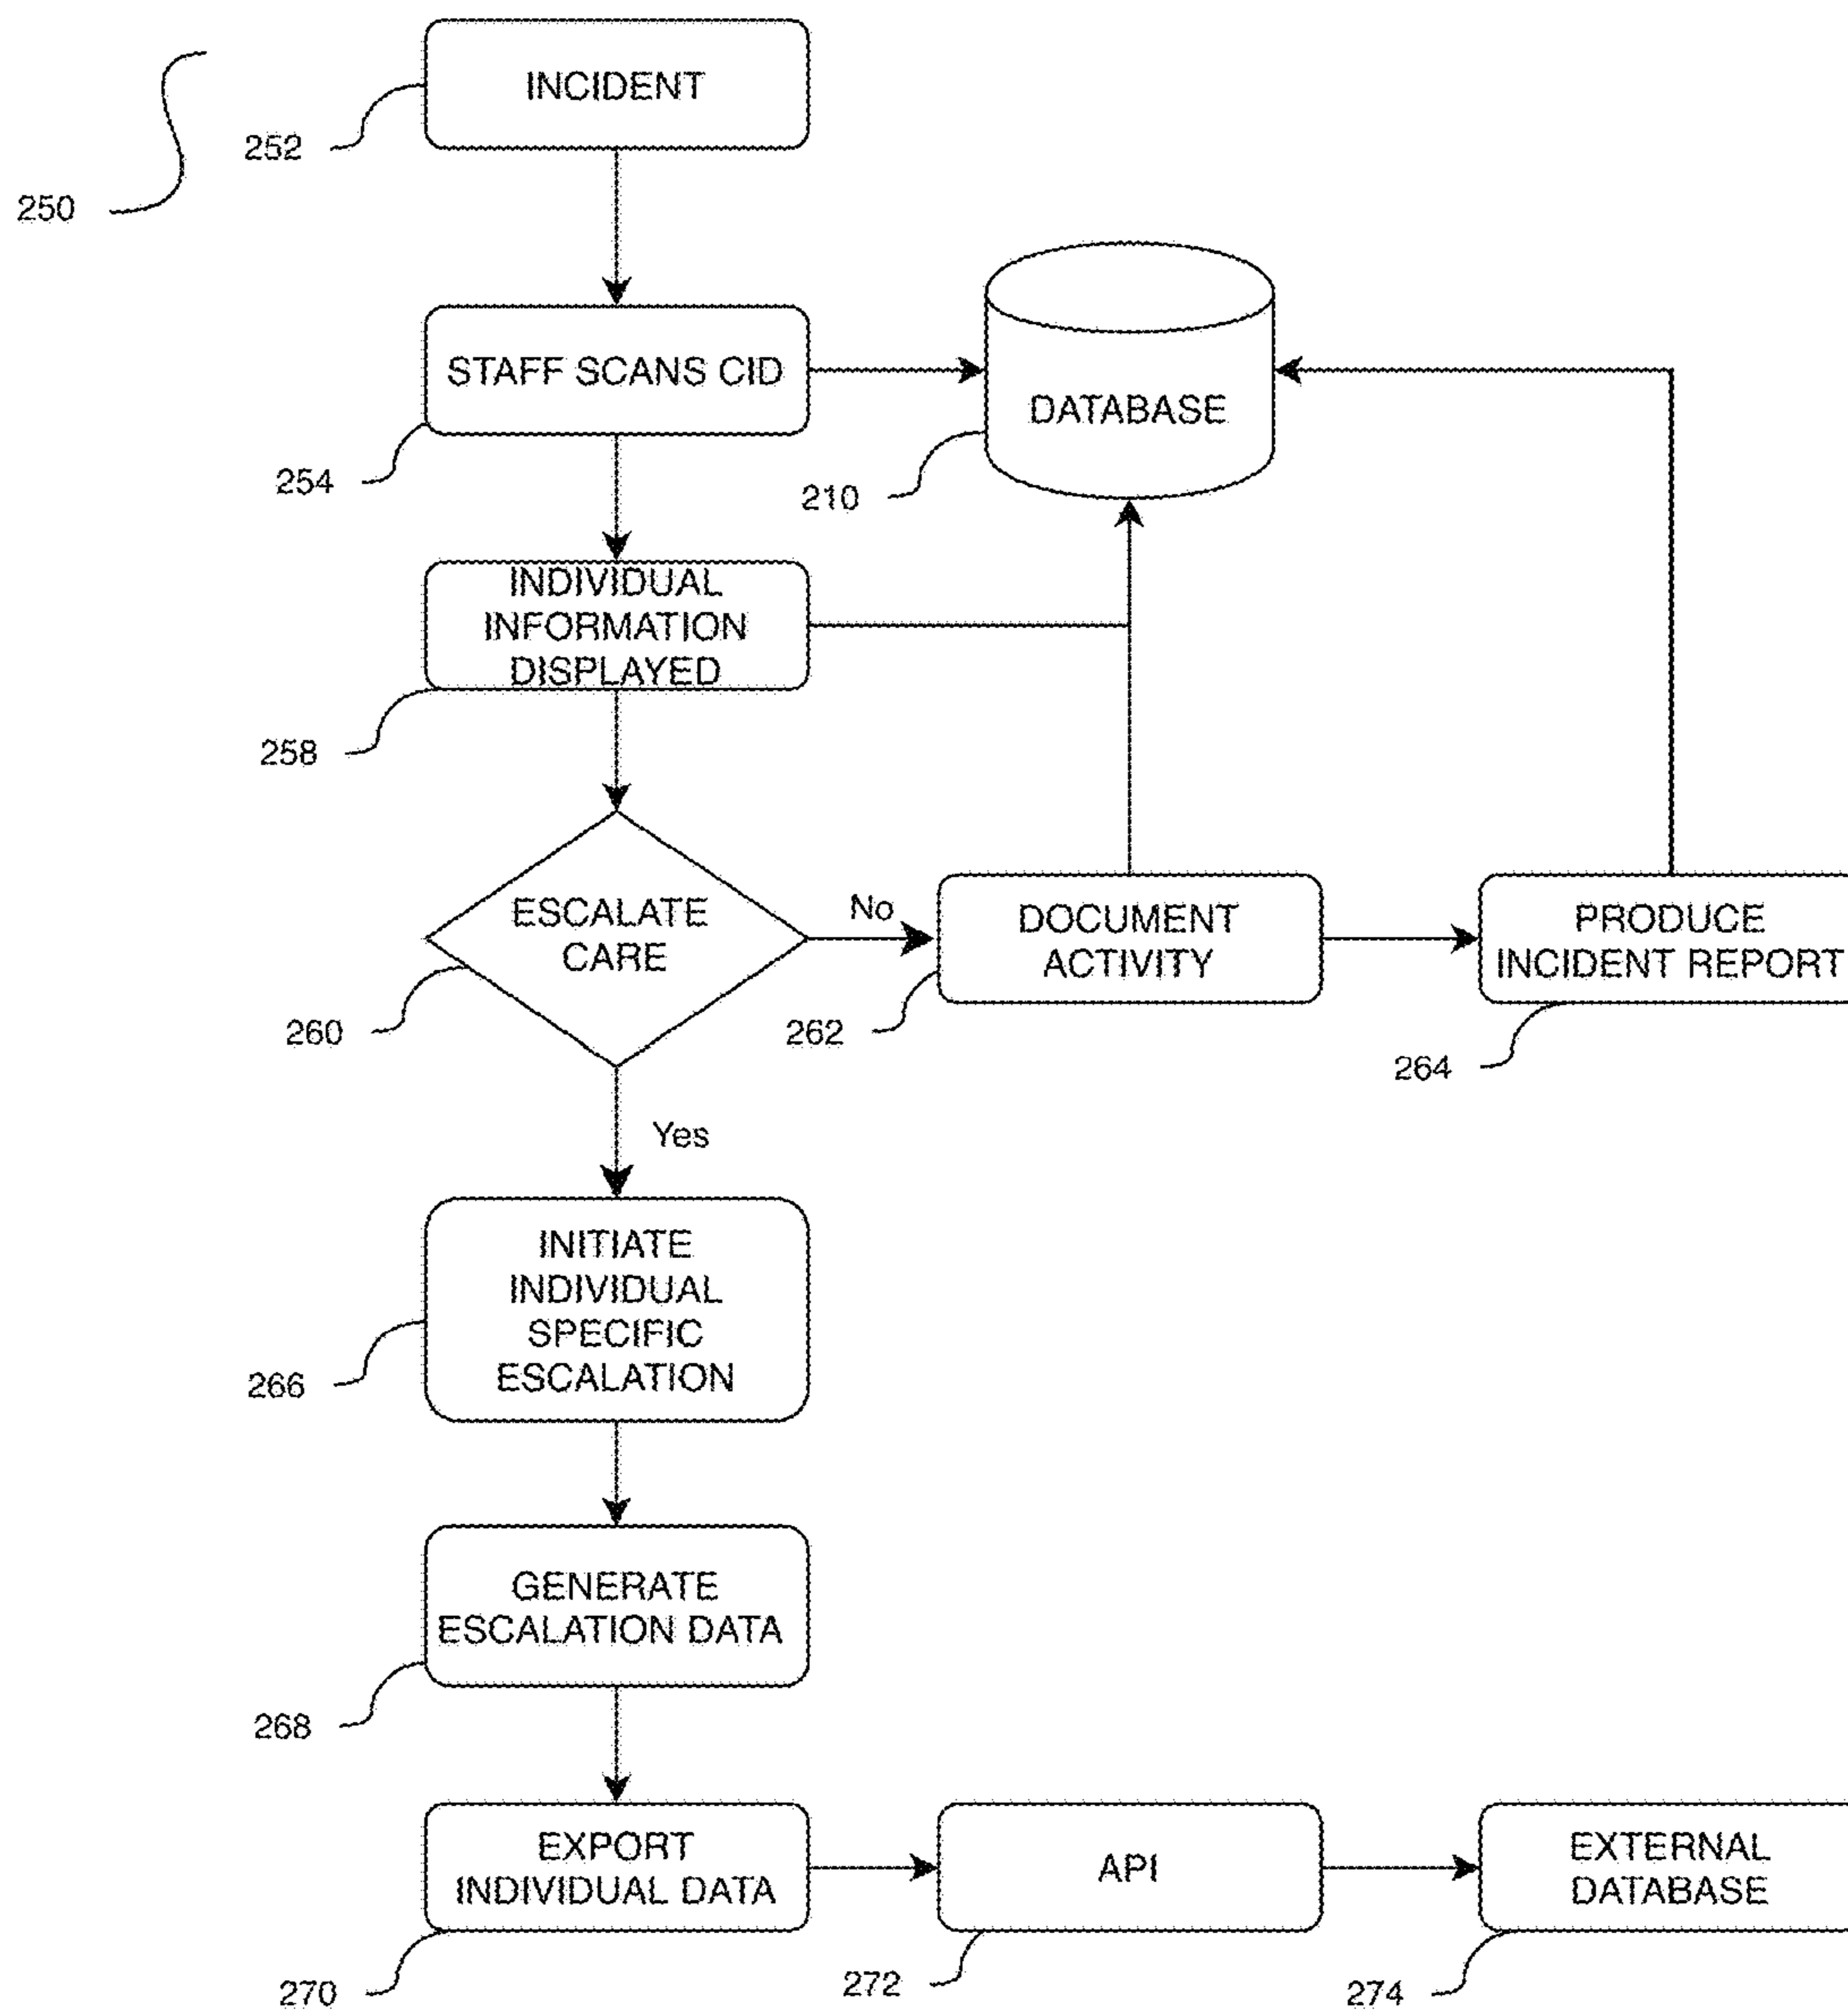 INCIDENT
252
250
STAFF SCANS CID
DATABASE
254
210
INDIVIDUAL
INFORMATION
DISPLAYED
258
ESCALATE
CARE
No
DOCUMENT
ACTIVITY
PRODUCE
INCIDENT REPORT
260
262
264
Yes
INITIATE
INDIVIDUAL
SPECIFIC
ESCALATION
266
GENERATE
ESCALATION DATA
268
EXPORT
INDIVIDUAL DATA
API
EXTERNAL
DATABASE
270
272
274